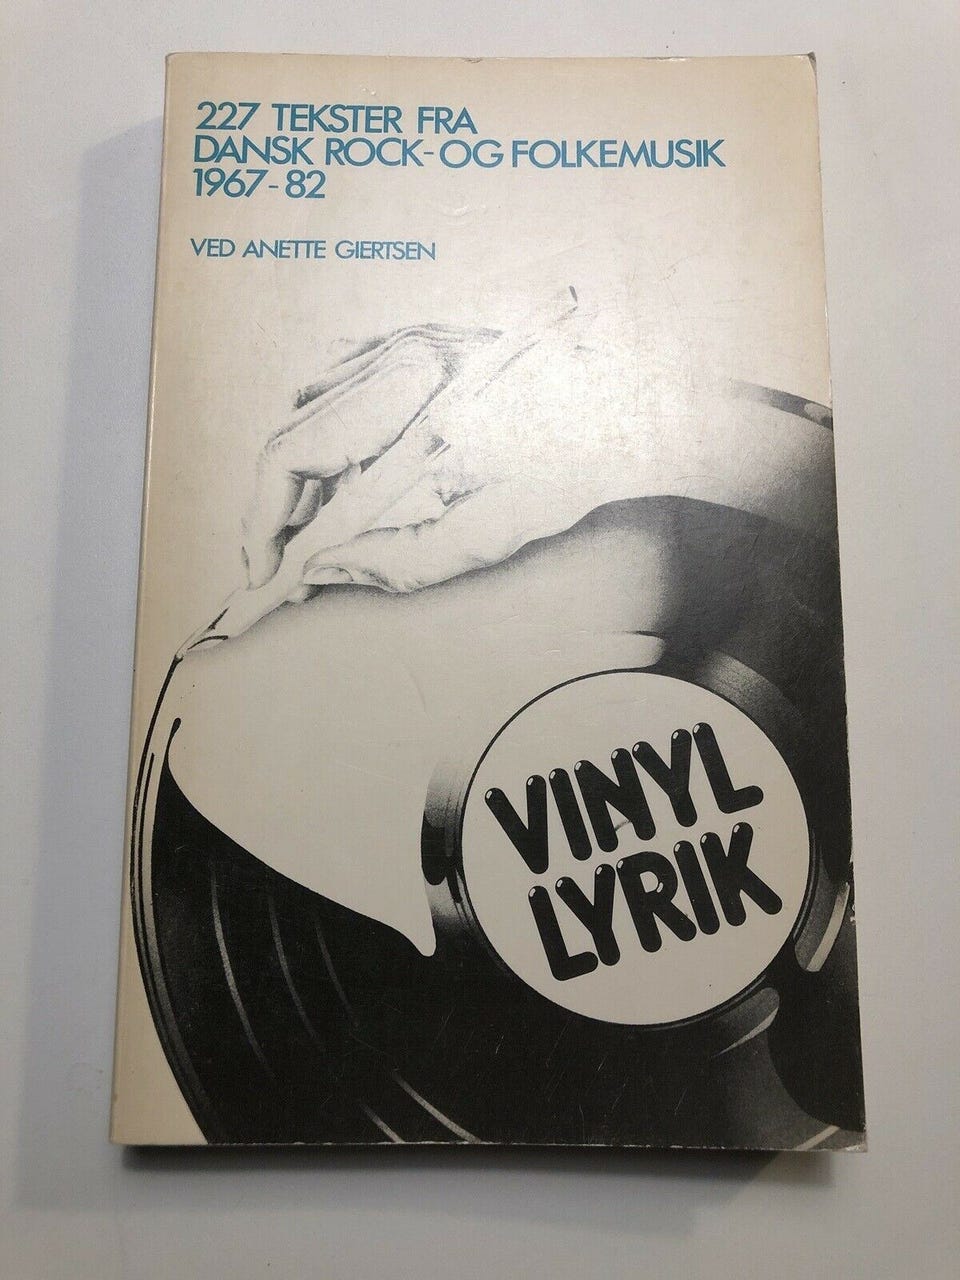 227 TEKSTER FRA
DANSK ROCK- OG FOLKEMUSIK
1967-82
VED ANETTE GIERTSEN
VINYL
LYRIK